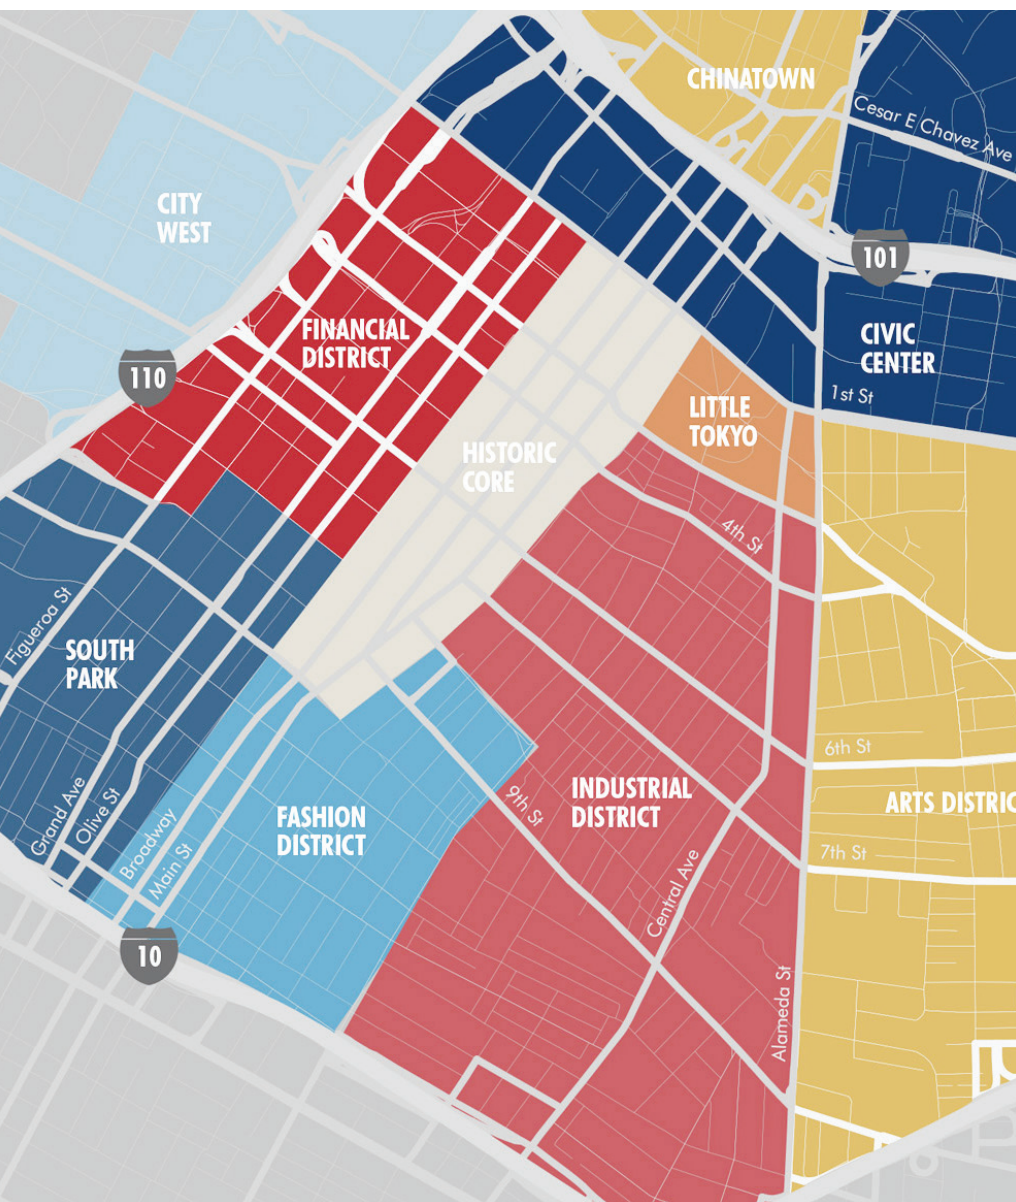 CHINATOWN
Cesar E Chavez Ave
CITY
WEST
101
FINANCIAL
DISTRICT
CIVIC
CENTER
110
1st St
LITTLE
TOKYO
HISTORIC
CORE
4th St
Figueroa St
SOUTH
PARK
6th St
INDUSTRIAL
DISTRICT
ARTS DISTRIC
9th St
FASHION
DISTRICT
Grand Ave
Olive St
Broadway
Main St
7th St
Central Ave
10
Alameda St